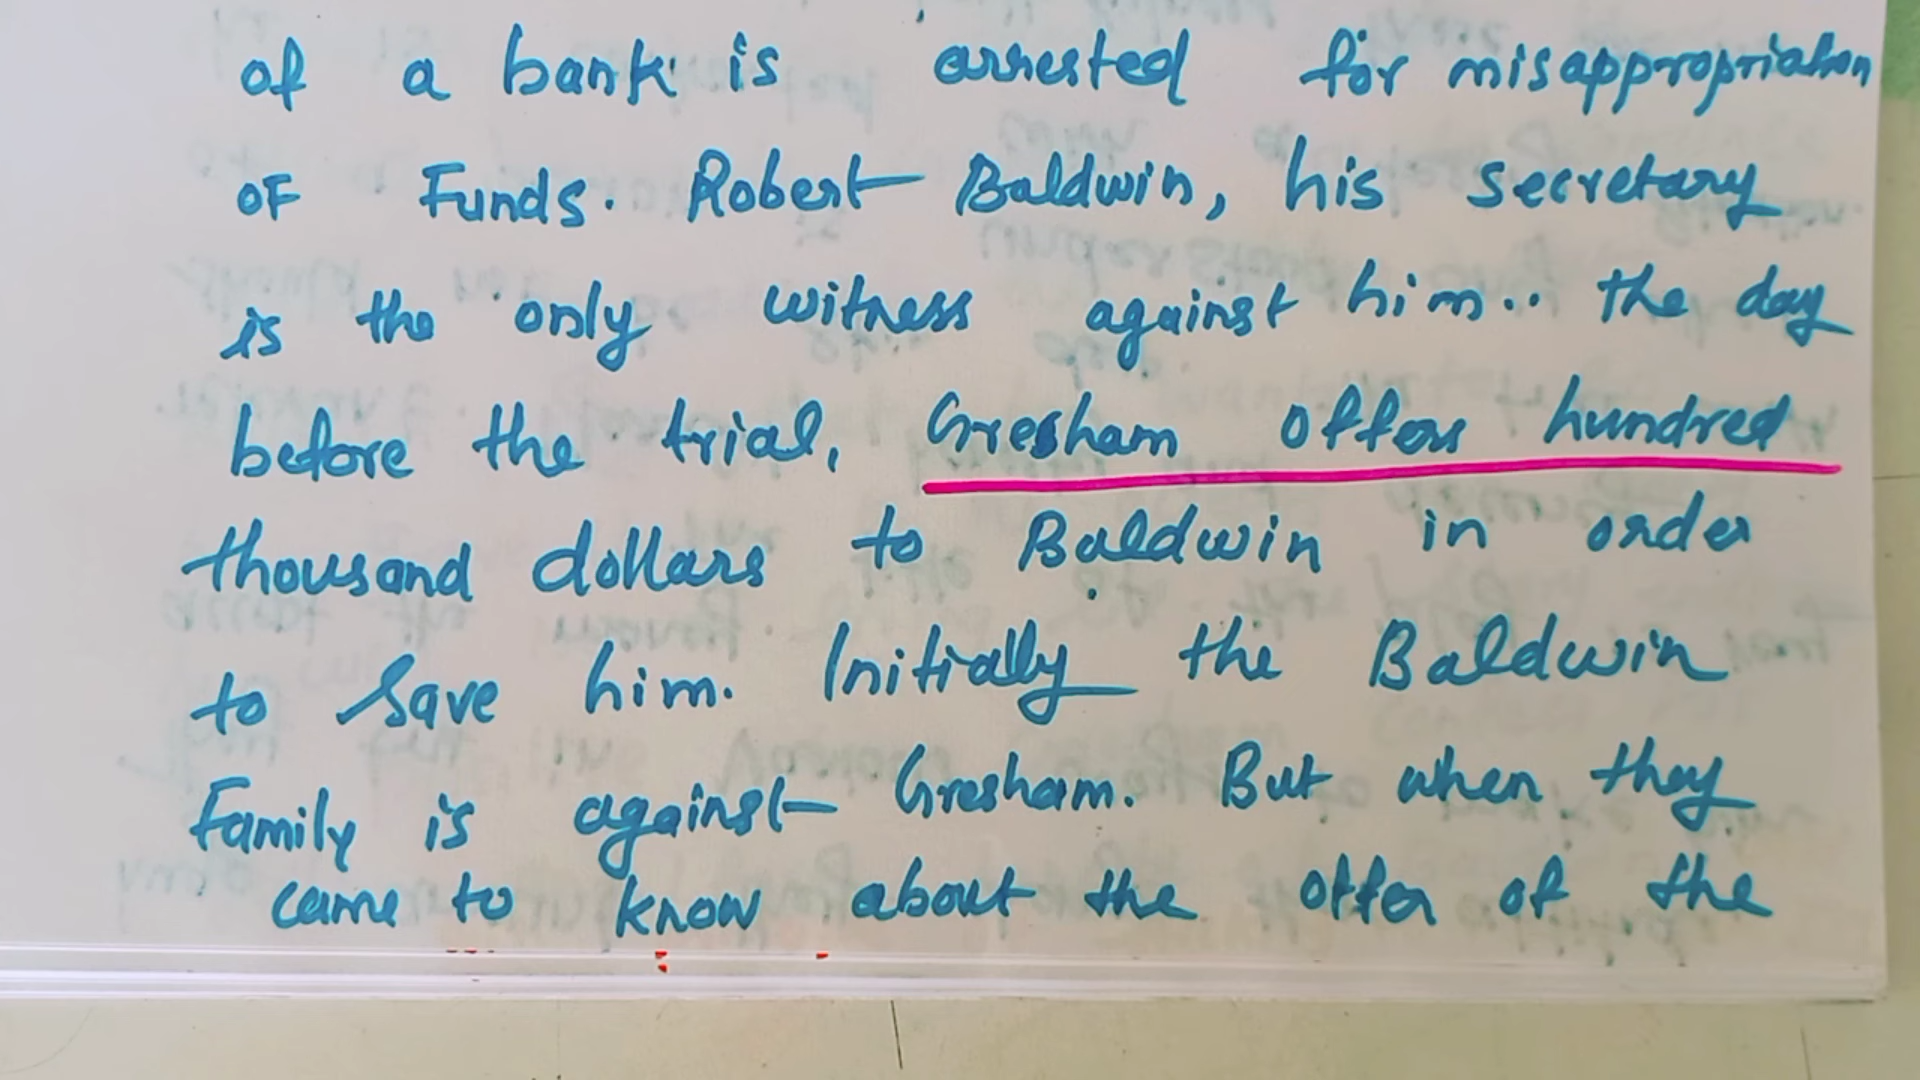 of a bank is arrested for misappropriation
of Funds. Robert Baldwin, his secretary
is the only witness against him.. the day
before the trial, Gresham offers hundred
thousand dollars to Baldwin in order
to save him. Initially the Baldwin
Family is against Gresham. But when they
came to know about the offer of the